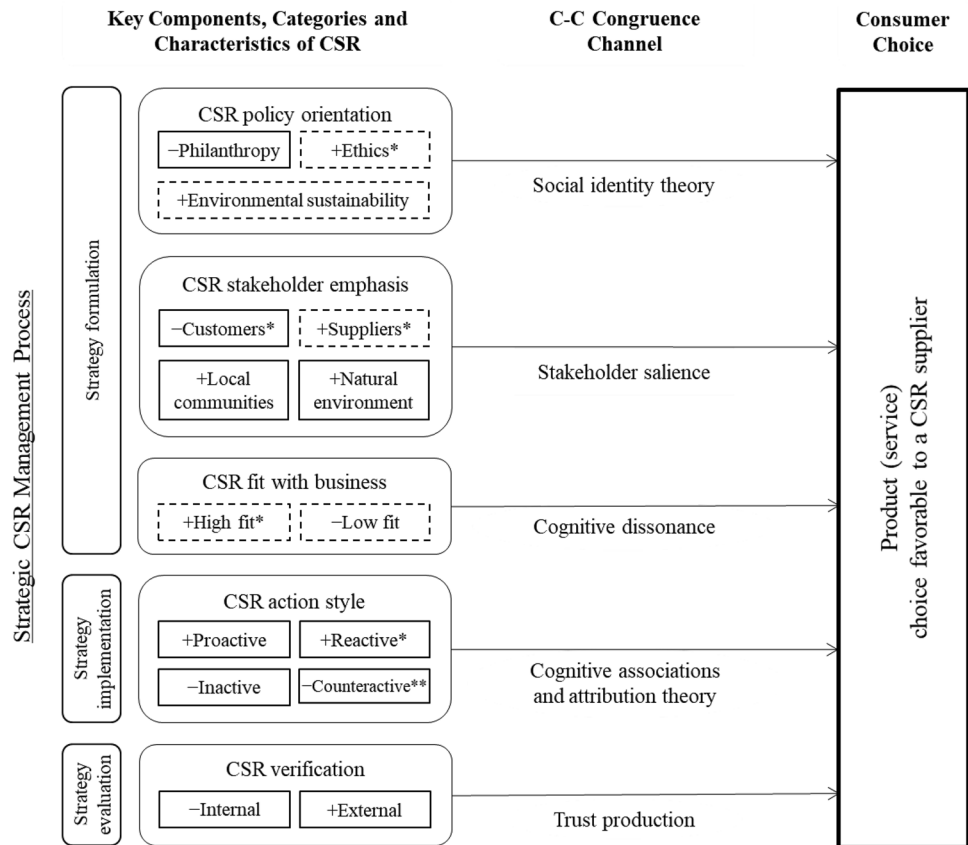 Key Components, Categories and
Characteristics of CSR
C-C Congruence
Channel
Consumer
Choice
Strategic CSR Management Process
Strategy formulation
CSR policy orientation
−Philanthropy
+Ethics*
+Environmental sustainability
Social identity theory
CSR stakeholder emphasis
−Customers*
+Suppliers*
+Local
communities
+Natural
environment
Stakeholder salience
CSR fit with business
+High fit*
−Low fit
Cognitive dissonance
Strategy
implementation
CSR action style
+Proactive
+Reactive*
−Inactive
−Counteractive**
Cognitive associations
and attribution theory
Strategy
evaluation
CSR verification
−Internal
+External
Trust production
Product (service)
choice favorable to a CSR supplier